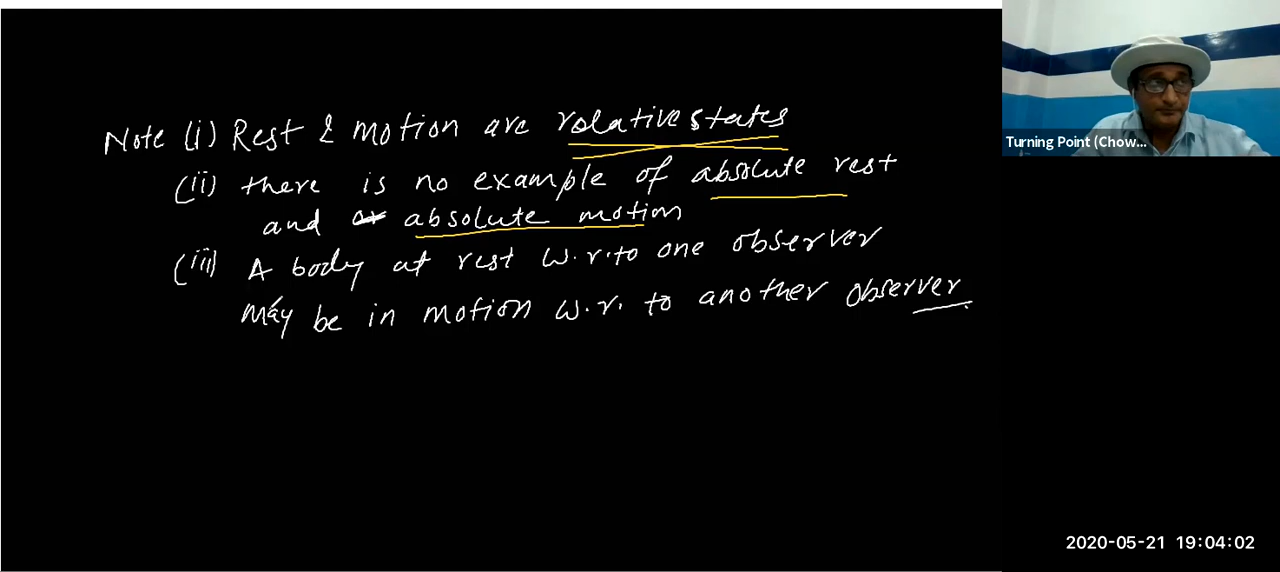 Note (i) Rest & motion are relative states
(ii) there is no example of absolute rest
and absolute motion
(iii) A body at rest w.r.to one observer
may be in motion w.r. to another observer.
Turning Point (Chow...
2020-05-21 19:04:02